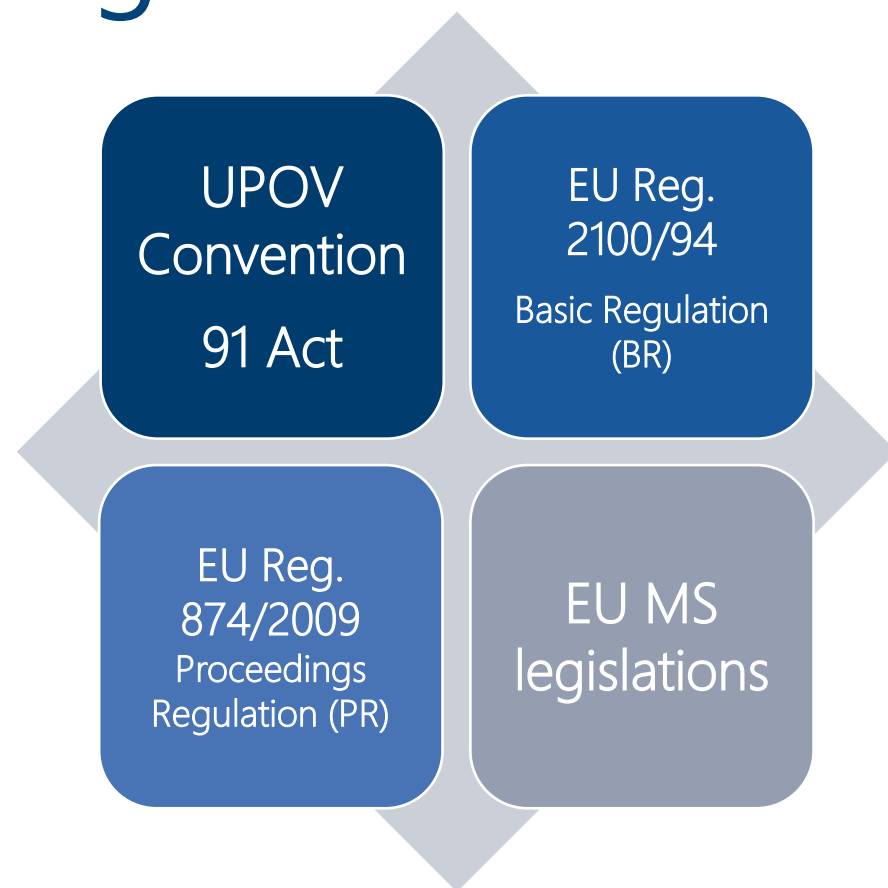 UPOV
Convention
91 Act
EU Reg.
2100/94
Basic Regulation
(BR)
EU Reg.
874/2009
Proceedings
Regulation (PR)
EU MS
legislations